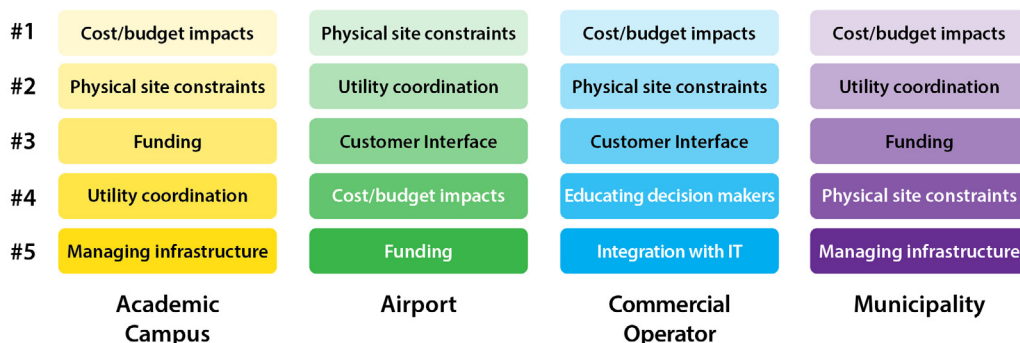 #1 Cost/budget impacts Physical site constraints Cost/budget impacts Cost/budget impacts
#2 Physical site constraints Utility coordination Physical site constraints Utility coordination
#3 Funding Customer Interface Customer Interface Funding
#4 Utility coordination Cost/budget impacts Educating decision makers Physical site constraints
#5 Managing infrastructure Funding Integration with IT Managing infrastructure
Academic Airport Commercial Municipality
Campus Operator